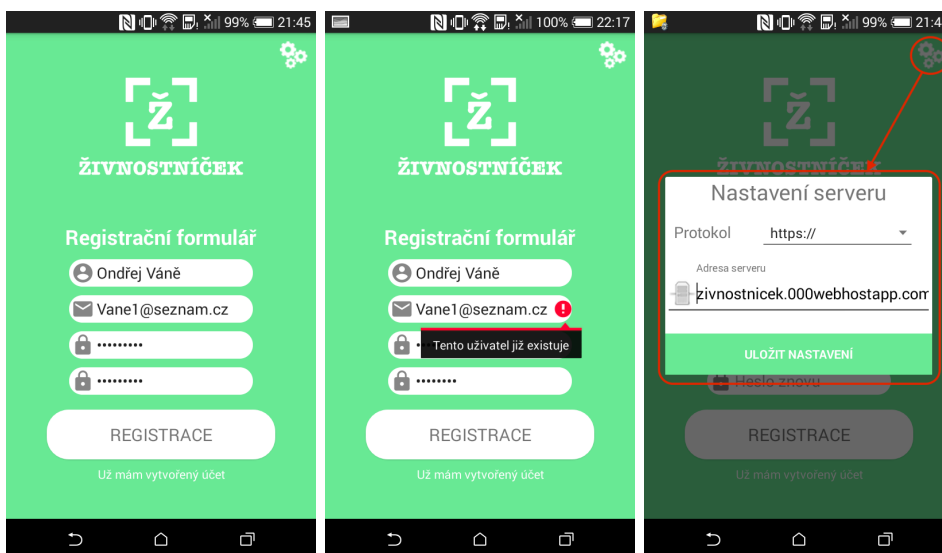 99% 21:45
Ž
ŽIVNOSTNÍČEK
Registrační formulář
Ondřej Váně
Vane1@seznam.cz
•••••••••
•••••••••
REGISTRACE
Už mám vytvořený účet
100% 22:17
Ž
ŽIVNOSTNÍČEK
Registrační formulář
Ondřej Váně
Vane1@seznam.cz
Tento uživatel již existuje
••••••••
REGISTRACE
Už mám vytvořený účet
99% 21:4
Ž
ŽIVNOSTNÍČEK
Nastavení serveru
Protokol https://
Adresa serveru
zivnostnicek.000webhostapp.com
ULOŽIT NASTAVENÍ
Heslo znovu
REGISTRACE
Už mám vytvořený účet